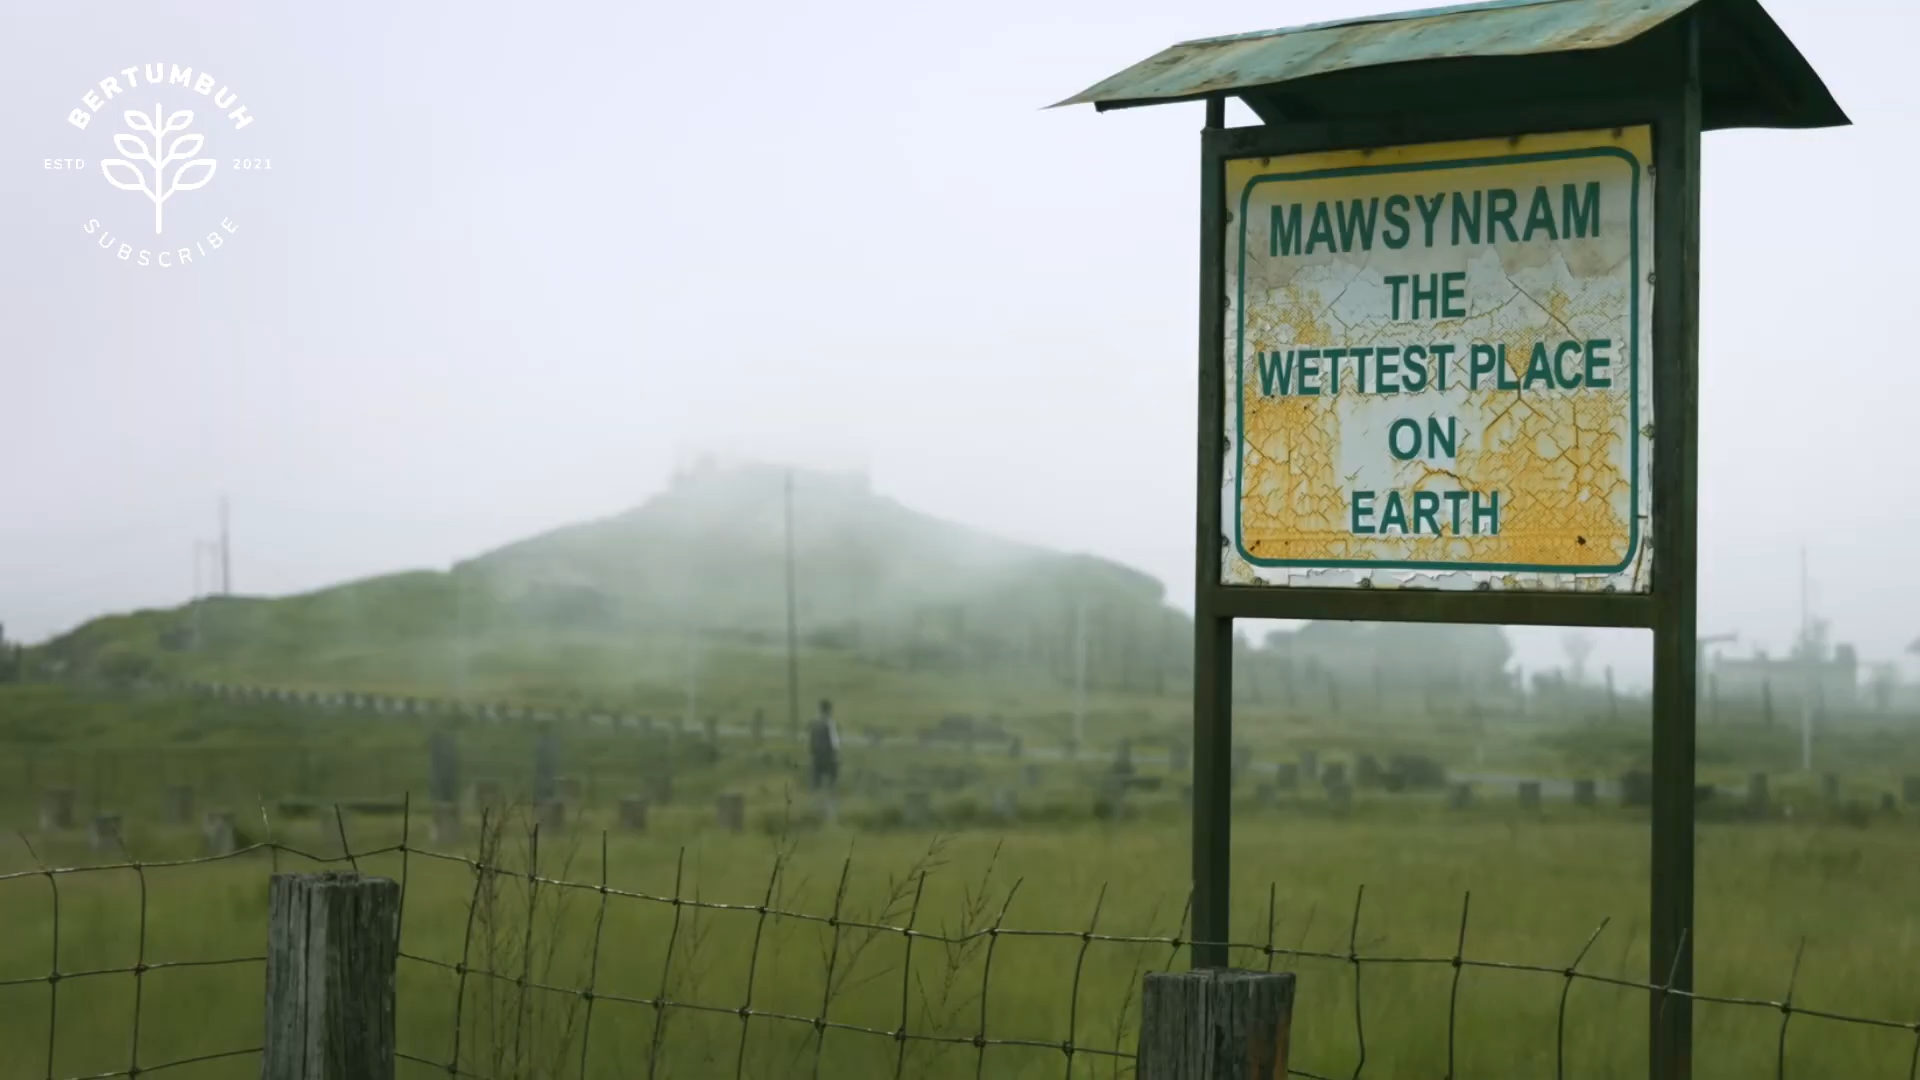 BERTUMBUH
ESTD 2021
SUBSCRIBE
MAWSYNRAM
THE
WETTEST PLACE
ON
EARTH